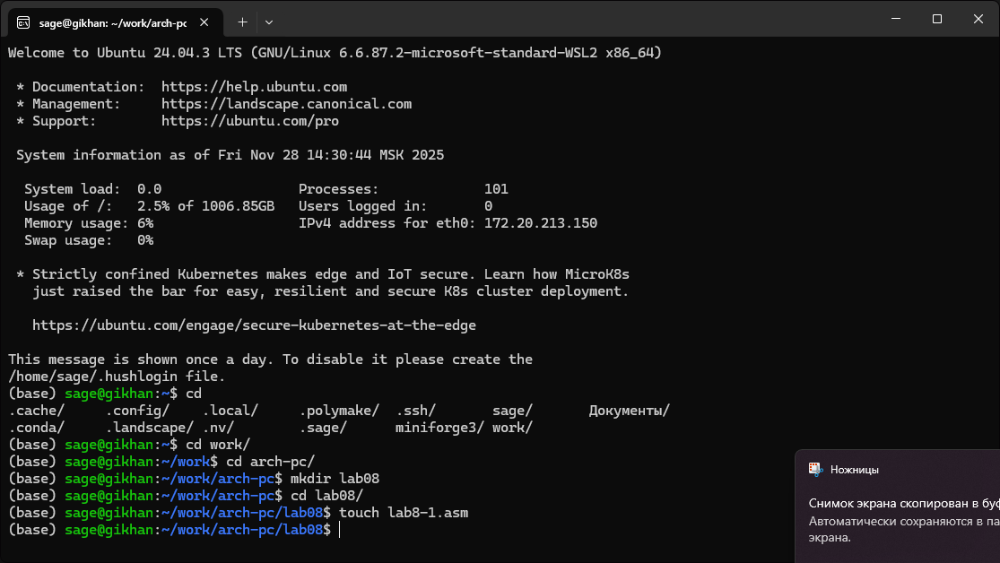 sage@gikhan: ~/work/arch-pc
Welcome to Ubuntu 24.04.3 LTS (GNU/Linux 6.6.87.2-microsoft-standard-WSL2 x86_64)
* Documentation:  https://help.ubuntu.com
* Management:     https://landscape.canonical.com
* Support:        https://ubuntu.com/pro
System information as of Fri Nov 28 14:30:44 MSK 2025
System load:  0.0                 Processes:             101
Usage of /:   2.5% of 1006.85GB   Users logged in:       0
Memory usage: 6%                  IPv4 address for eth0: 172.20.213.150
Swap usage:   0%
* Strictly confined Kubernetes makes edge and IoT secure. Learn how MicroK8s
just raised the bar for easy, resilient and secure K8s cluster deployment.
https://ubuntu.com/engage/secure-kubernetes-at-the-edge
This message is shown once a day. To disable it please create the
/home/sage/.hushlogin file.
(base) sage@gikhan:~$ cd
.cache/     .config/    .local/     .polymake/  .ssh/       sage/       Документы/
.conda/     .landscape/ .nv/        .sage/      miniforge3/ work/
(base) sage@gikhan:~$ cd work/
(base) sage@gikhan:~/work$ cd arch-pc/
(base) sage@gikhan:~/work/arch-pc$ mkdir lab08
(base) sage@gikhan:~/work/arch-pc$ cd lab08/
(base) sage@gikhan:~/work/arch-pc/lab08$ touch lab8-1.asm
(base) sage@gikhan:~/work/arch-pc/lab08$
Ножницы
Снимок экрана скопирован в буф
Автоматически сохраняются в па
экрана.